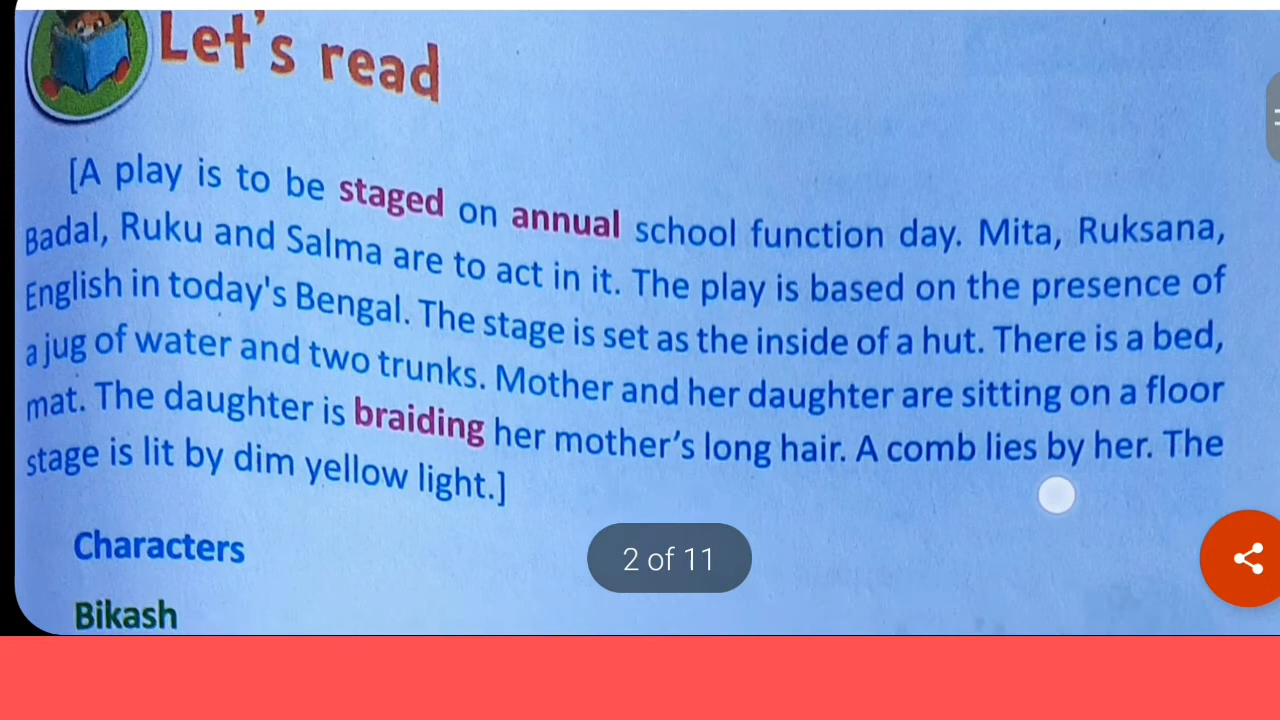 Let's read
[A play is to be staged on annual school function day. Mita, Ruksana,
Badal, Ruku and Salma are to act in it. The play is based on the presence of
English in today's Bengal. The stage is set as the inside of a hut. There is a bed,
a jug of water and two trunks. Mother and her daughter are sitting on a floor
mat. The daughter is braiding her mother's long hair. A comb lies by her. The
stage is lit by dim yellow light.]
Characters
2 of 11
Bikash